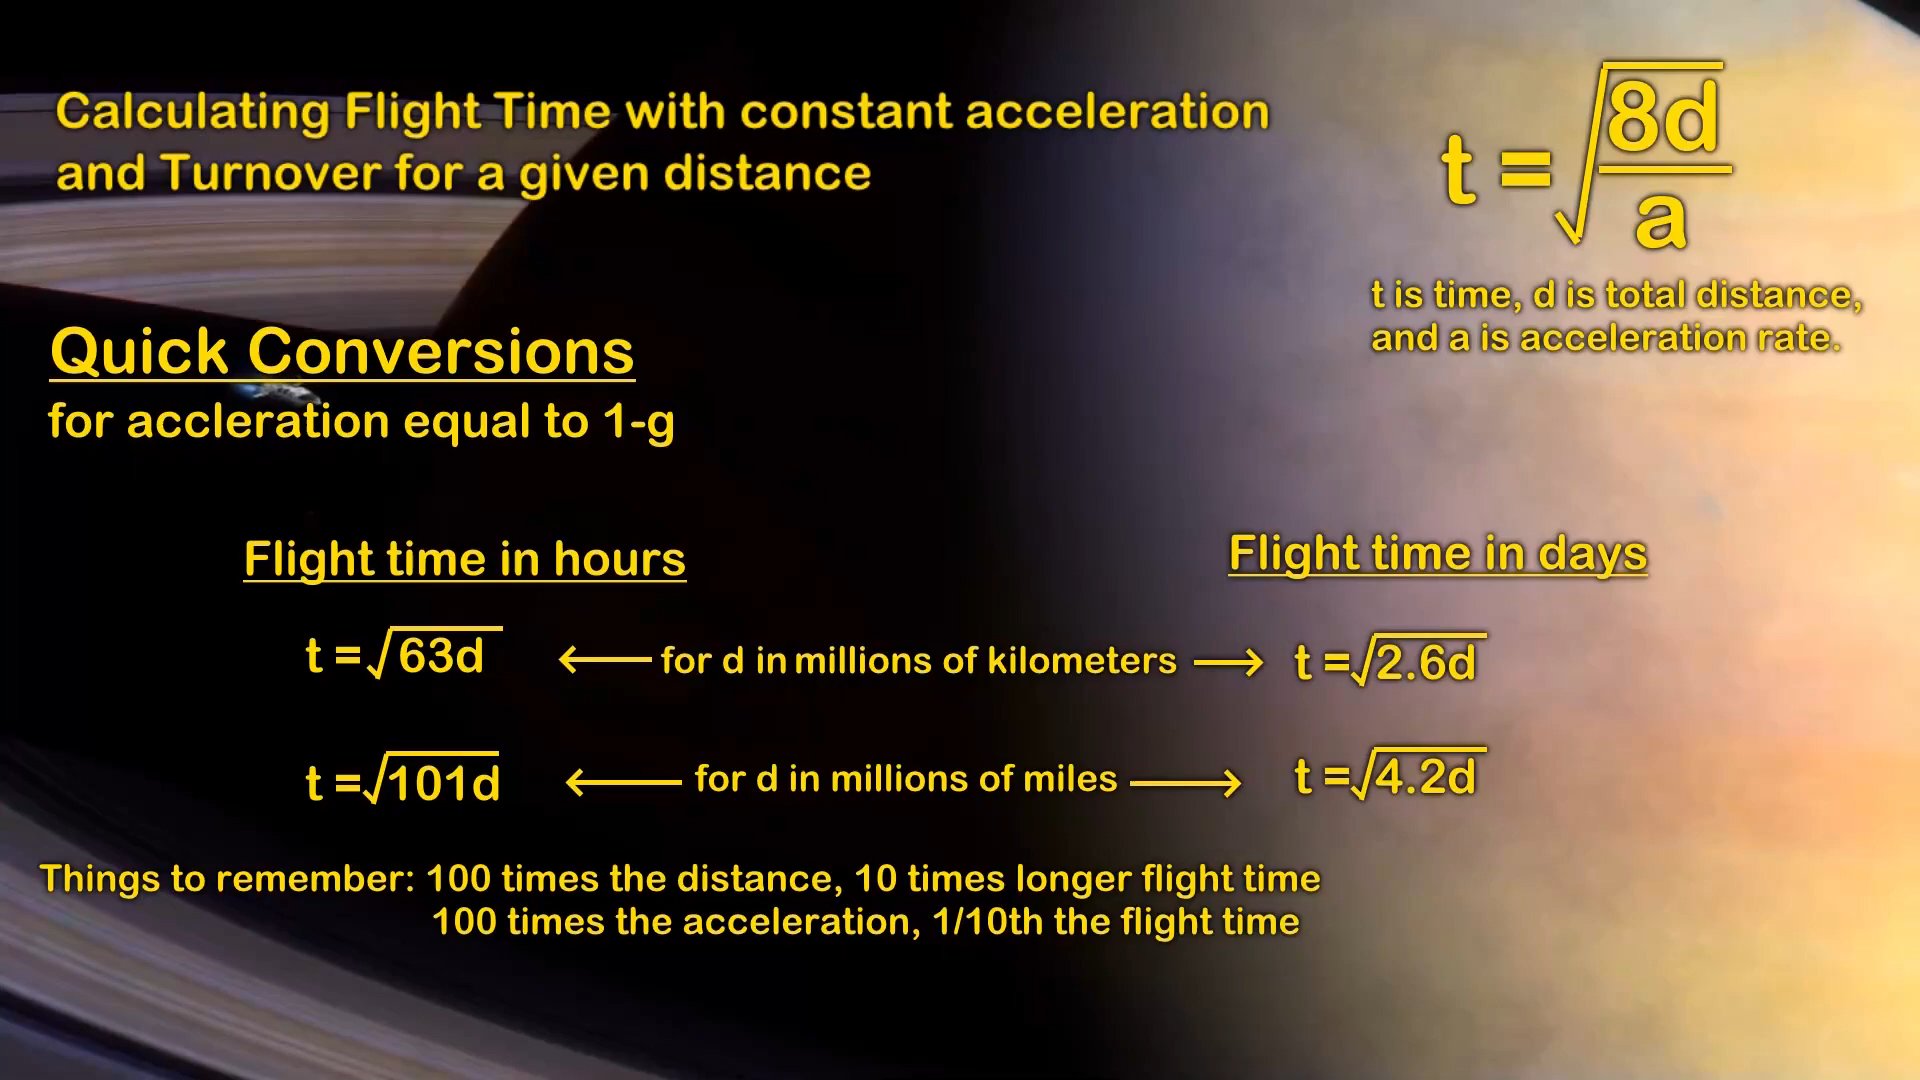 Calculating Flight Time with constant acceleration
and Turnover for a given distance
t = √(8d/a)
t is time, d is total distance,
and a is acceleration rate.
Quick Conversions
for accleration equal to 1-g
Flight time in hours
Flight time in days
t = √63d ← for d in millions of kilometers → t = √2.6d
t = √101d ← for d in millions of miles → t = √4.2d
Things to remember: 100 times the distance, 10 times longer flight time
100 times the acceleration, 1/10th the flight time